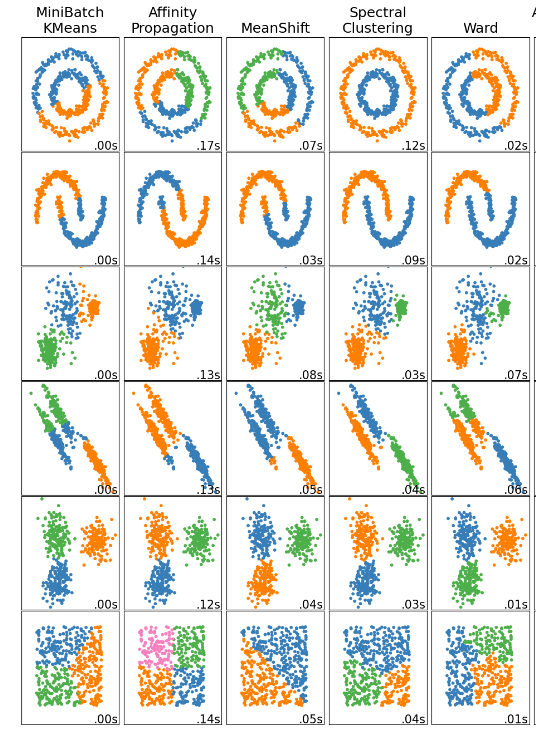 MiniBatch
KMeans
Affinity
Propagation
MeanShift
Spectral
Clustering
Ward
A
.00s
.17s
.07s
.12s
.02s
.00s
.14s
.03s
.09s
.02s
.00s
.13s
.08s
.03s
.07s
.00s
.13s
.05s
.04s
.06s
.00s
.12s
.04s
.03s
.01s
.00s
.14s
.05s
.04s
.01s